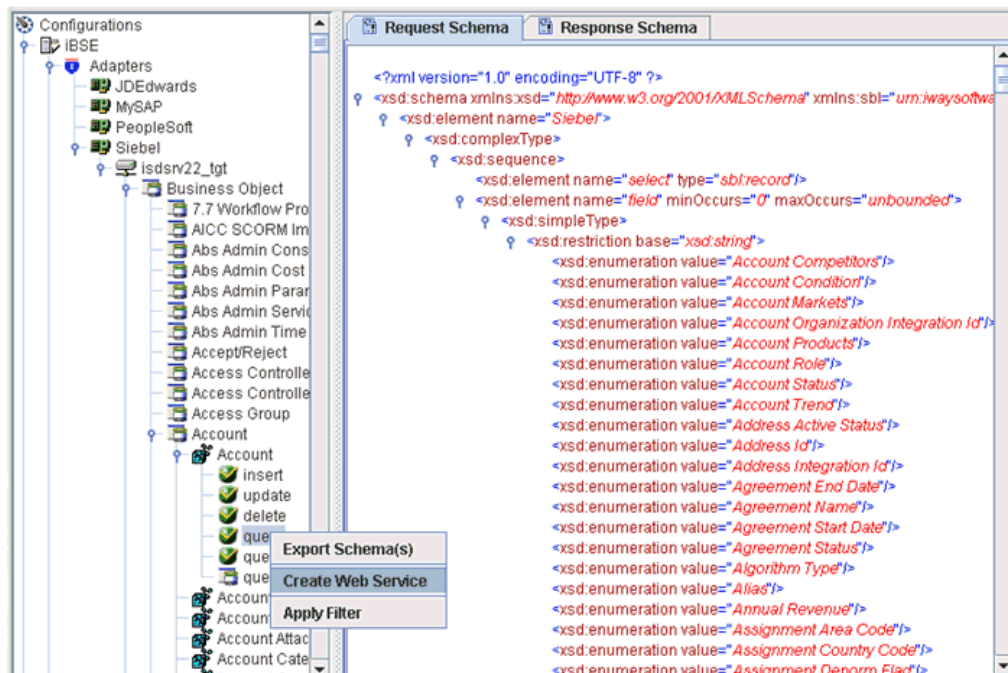 Configurations
iBSE
Adapters
JDEdwards
MySAP
PeopleSoft
Siebel
isdsrv22_tgt
Business Object
7.7 Workflow Pro
AICC SCORM Im
Abs Admin Cons
Abs Admin Cost
Abs Admin Parar
Abs Admin Servic
Abs Admin Time
Accept/Reject
Access Controlle
Access Controlle
Access Group
Account
Account
insert
update
delete
que
que
que
Accoun
Accoun
Account Attac
Account Cate
Export Schema(s)
Create Web Service
Apply Filter
Request Schema
Response Schema
<?xml version="1.0" encoding="UTF-8" ?>
<xsd:schema xmlns:xsd="http://www.w3.org/2001/XMLSchema" xmlns:sbl="urn:iwaysoftwa
<xsd:element name="Siebel">
<xsd:complexType>
<xsd:sequence>
<xsd:element name="select" type="sbl:record"/>
<xsd:element name="field" minOccurs="0" maxOccurs="unbounded">
<xsd:simpleType>
<xsd:restriction base="xsd:string">
<xsd:enumeration value="Account Competitors"/>
<xsd:enumeration value="Account Condition"/>
<xsd:enumeration value="Account Markets"/>
<xsd:enumeration value="Account Organization Integration Id"/>
<xsd:enumeration value="Account Products"/>
<xsd:enumeration value="Account Role"/>
<xsd:enumeration value="Account Status"/>
<xsd:enumeration value="Account Trend"/>
<xsd:enumeration value="Address Active Status"/>
<xsd:enumeration value="Address Id"/>
<xsd:enumeration value="Address Integration Id"/>
<xsd:enumeration value="Agreement End Date"/>
<xsd:enumeration value="Agreement Name"/>
<xsd:enumeration value="Agreement Start Date"/>
<xsd:enumeration value="Agreement Status"/>
<xsd:enumeration value="Algorithm Type"/>
<xsd:enumeration value="Alias"/>
<xsd:enumeration value="Annual Revenue"/>
<xsd:enumeration value="Assignment Area Code"/>
<xsd:enumeration value="Assignment Country Code"/>
<xsd:enumeration value="Assignment Denorm Flag"/>